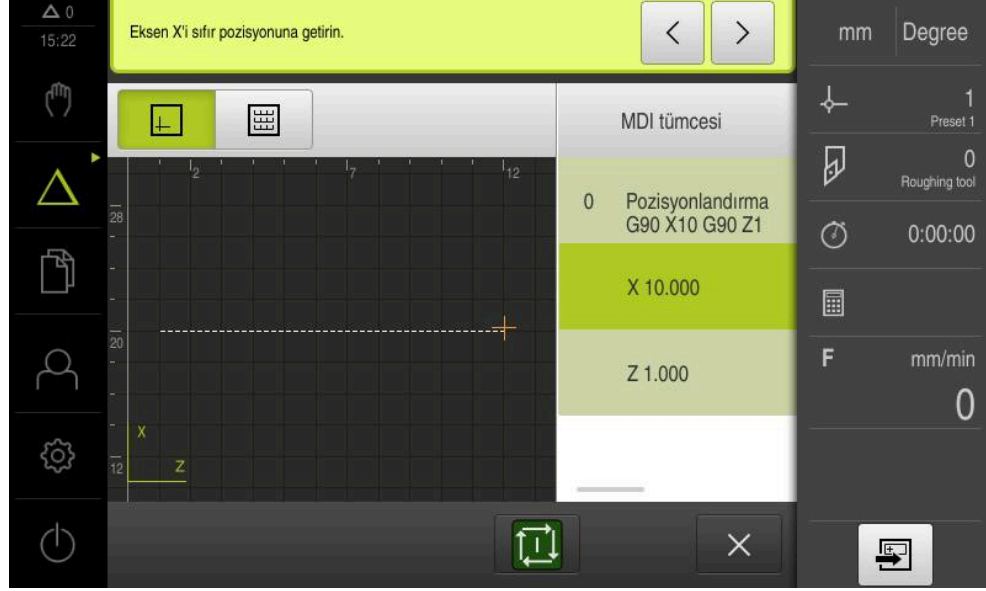 0
15:22
Eksen X'i sıfır pozisyonuna getirin.
mm Degree
1
Preset 1
0
Roughing tool
0:00:00
F mm/min
0
MDI tümcesi
0 Pozisyonlandırma
G90 X10 G90 Z1
X 10.000
Z 1.000
2 7 12
28
20
12
X
Z